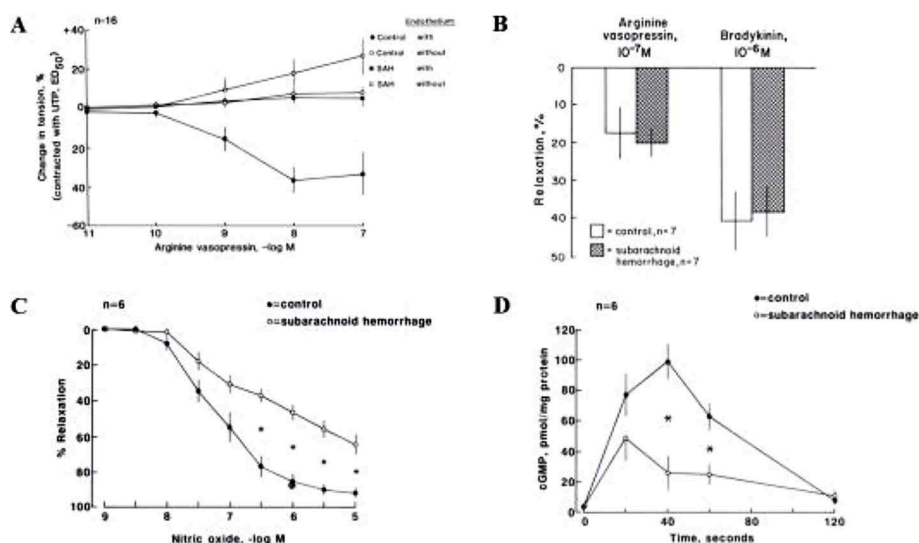 A
n-16
Endothelium
Control with
Control without
SAH with
SAH without
Change in tension, %
(contracted with UTP, ED50)
+40
20
0
20
40
-60
11 10 9 8 7
Arginine vasopressin, -log M
B
Arginine
vasopressin,
10⁻⁷M
Bradykinin,
10⁻⁶M
Relaxation, %
0
10
20
30
40
50
= control, n=7
= subarachnoid
hemorrhage, n=7
C
n=6
=control
=subarachnoid hemorrhage
% Relaxation
0
20
40
60
80
100
9 8 7 6 5
Nitric oxide, -log M
D
n=6
=control
=subarachnoid hemorrhage
cGMP, pmol/mg protein
120
100
80
60
40
20
0
0 40 80 120
Time, seconds